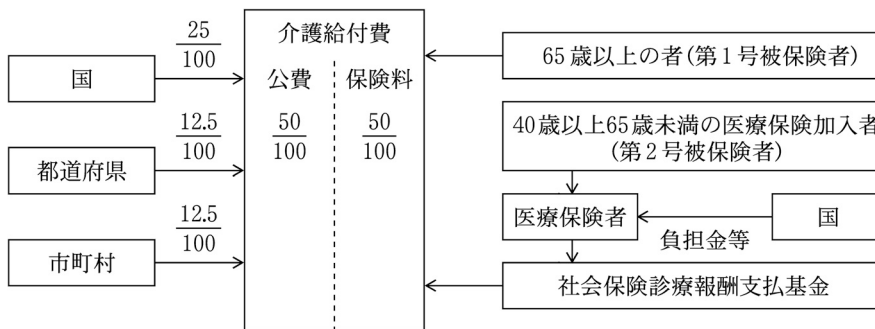 介護給付費
公費
保険料
50/100
50/100
25/100
国
12.5/100
都道府県
12.5/100
市町村
65歳以上の者(第1号被保険者)
40歳以上65歳未満の医療保険加入者
(第2号被保険者)
医療保険者
国
負担金等
社会保険診療報酬支払基金